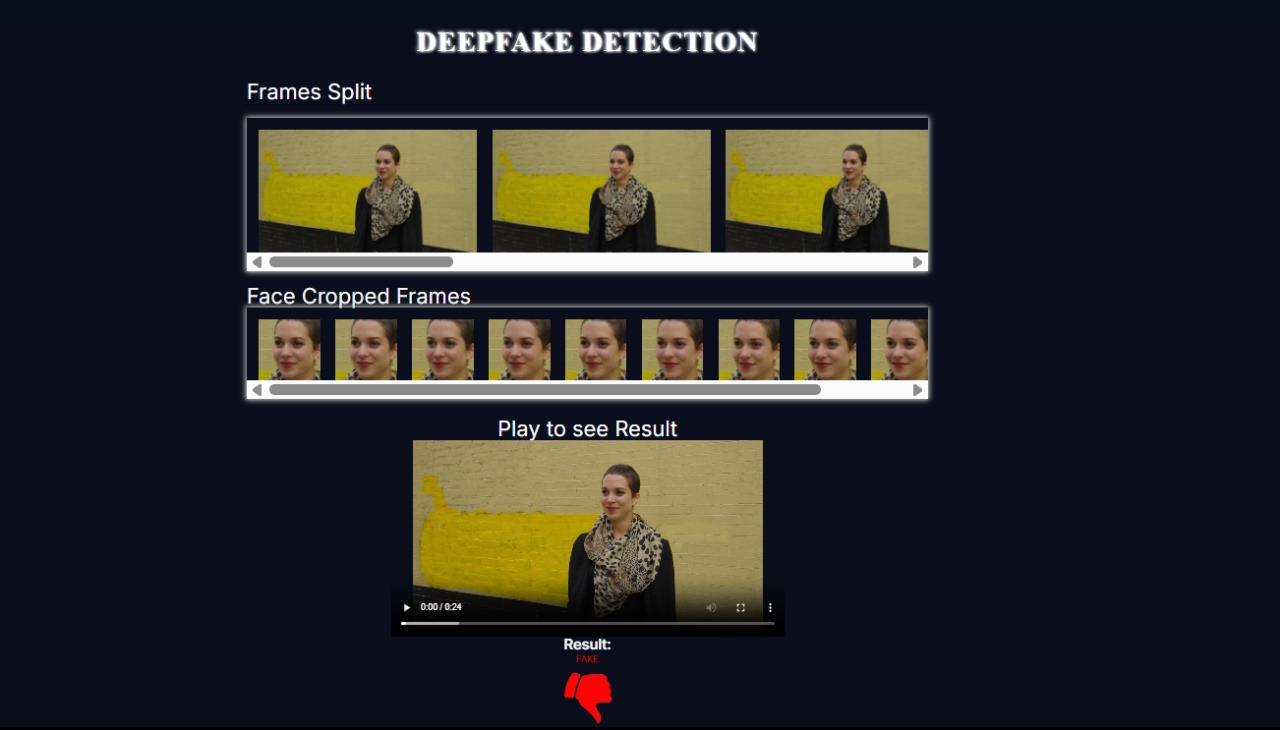 DEEPFAKE DETECTION
Frames Split
Face Cropped Frames
Play to see Result
0:00 / 0:24
Result:
FAKE